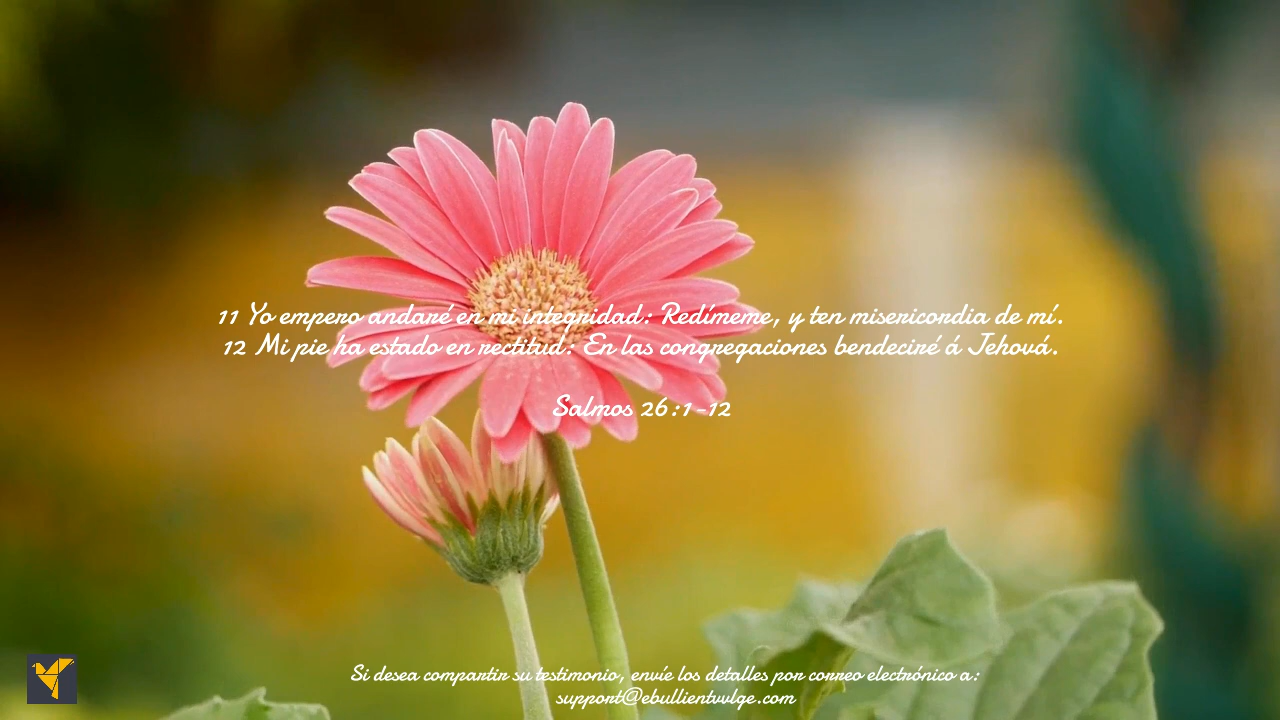 11 Yo empero andaré en mi integridad: Redímeme, y ten misericordia de mí.
12 Mi pie ha estado en rectitud: En las congregaciones bendeciré á Jehová.
Salmos 26:1-12
Si desea compartir su testimonio, envíe los detalles por correo electrónico a:
support@ebullientvvlge.com